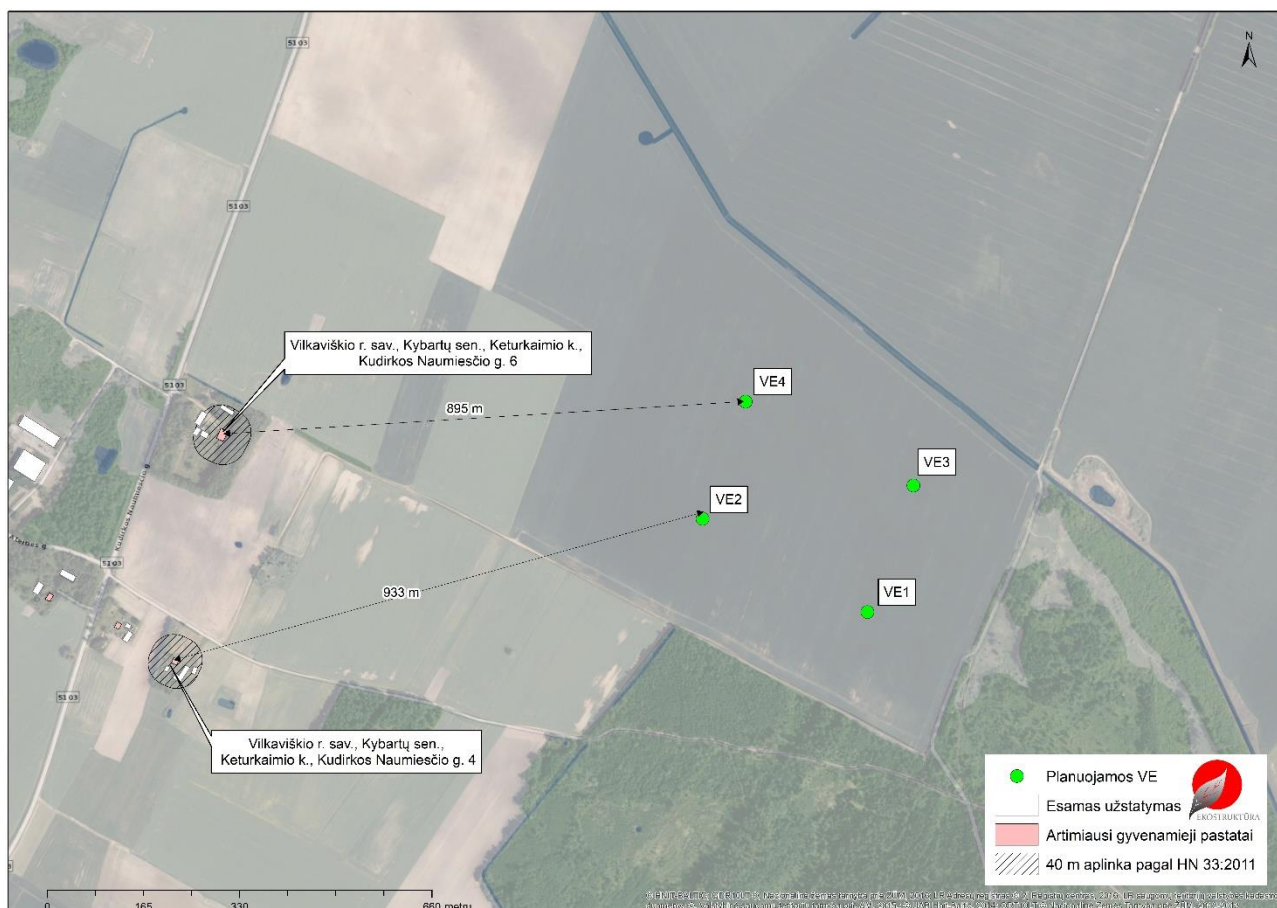 N
5103
5103
Vilkaviškio r. sav., Kybartų sen., Keturkaimio k.,
Kudirkos Naumiesčio g. 6
5103
895 m
VE4
VE3
VE2
VE1
Kudirkos Naumiesčio g.
5103
933 m
5103
Vilkaviškio r. sav., Kybartų sen.,
Keturkaimio k., Kudirkos Naumiesčio g. 4
Planuojamos VE
Esamas užstatymas
EKOSTRUKTŪRA
Artimiausi gyvenamieji pastatai
40 m aplinka pagal HN 33:2011
0 165 330 660 metrų